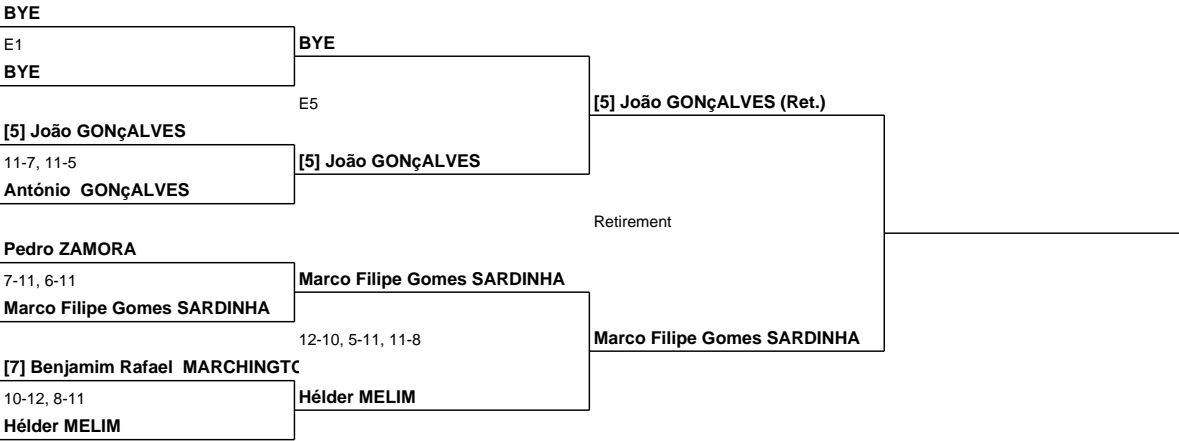 BYE
E1
BYE
BYE
E5
[5] João GONçALVES (Ret.)
[5] João GONçALVES
11-7, 11-5
[5] João GONçALVES
António  GONçALVES
Retirement
Pedro ZAMORA
7-11, 6-11
Marco Filipe Gomes SARDINHA
Marco Filipe Gomes SARDINHA
12-10, 5-11, 11-8
Marco Filipe Gomes SARDINHA
[7] Benjamim Rafael  MARCHINGTO
10-12, 8-11
Hélder MELIM
Hélder MELIM